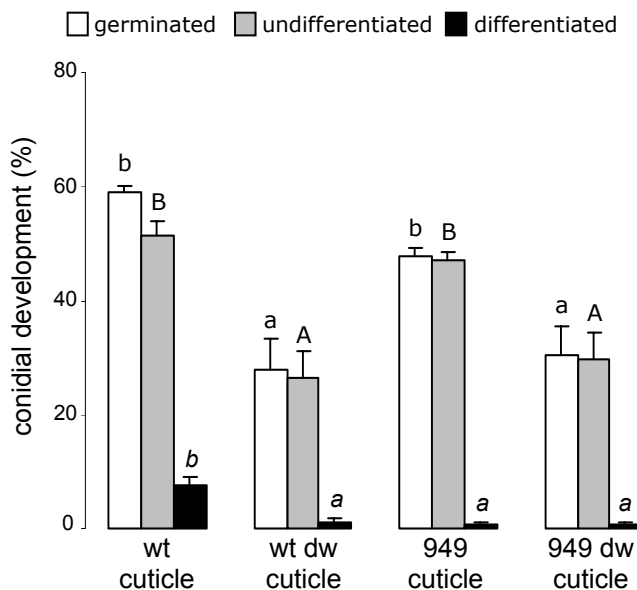 germinated undifferentiated differentiated
conidial development (%)
80
60
40
20
0
b
B
b
a
A
a
b
B
a
a
A
a
wt cuticle
wt dw cuticle
949 cuticle
949 dw cuticle